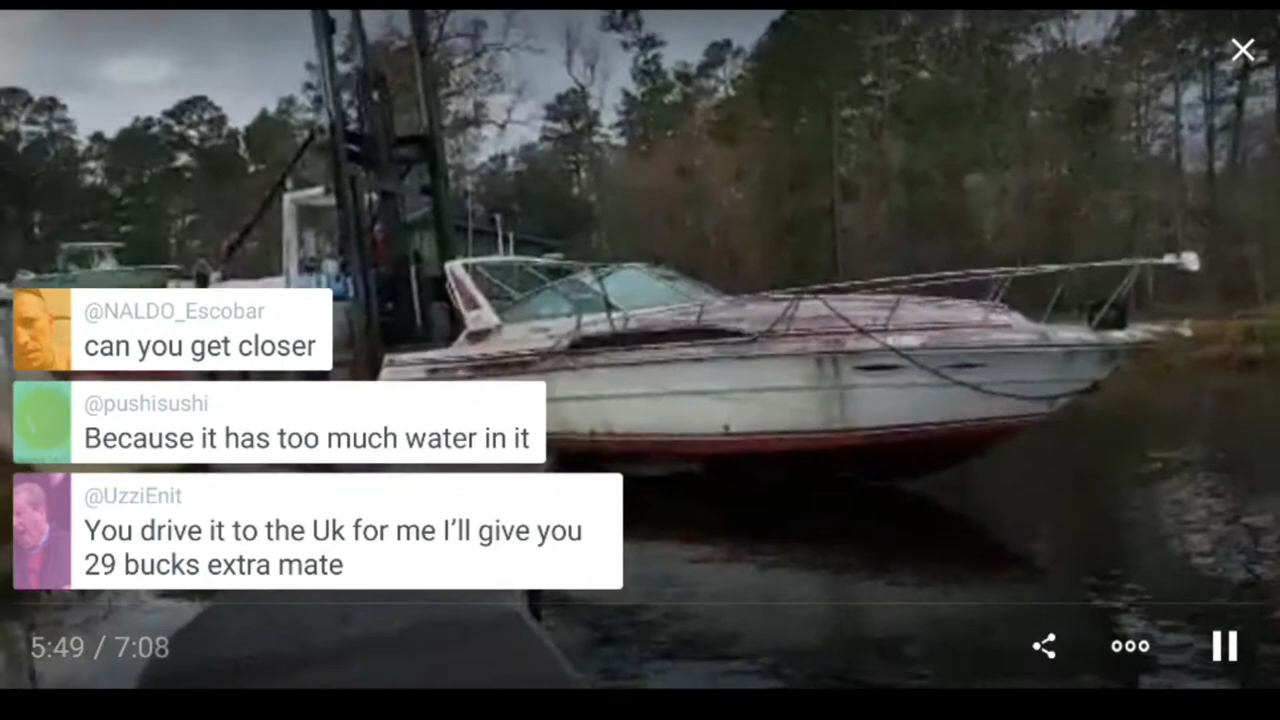 @NALDO_Escobar
can you get closer
@pushisushi
Because it has too much water in it
@UzziEnit
You drive it to the Uk for me I’ll give you
29 bucks extra mate
5:49 / 7:08